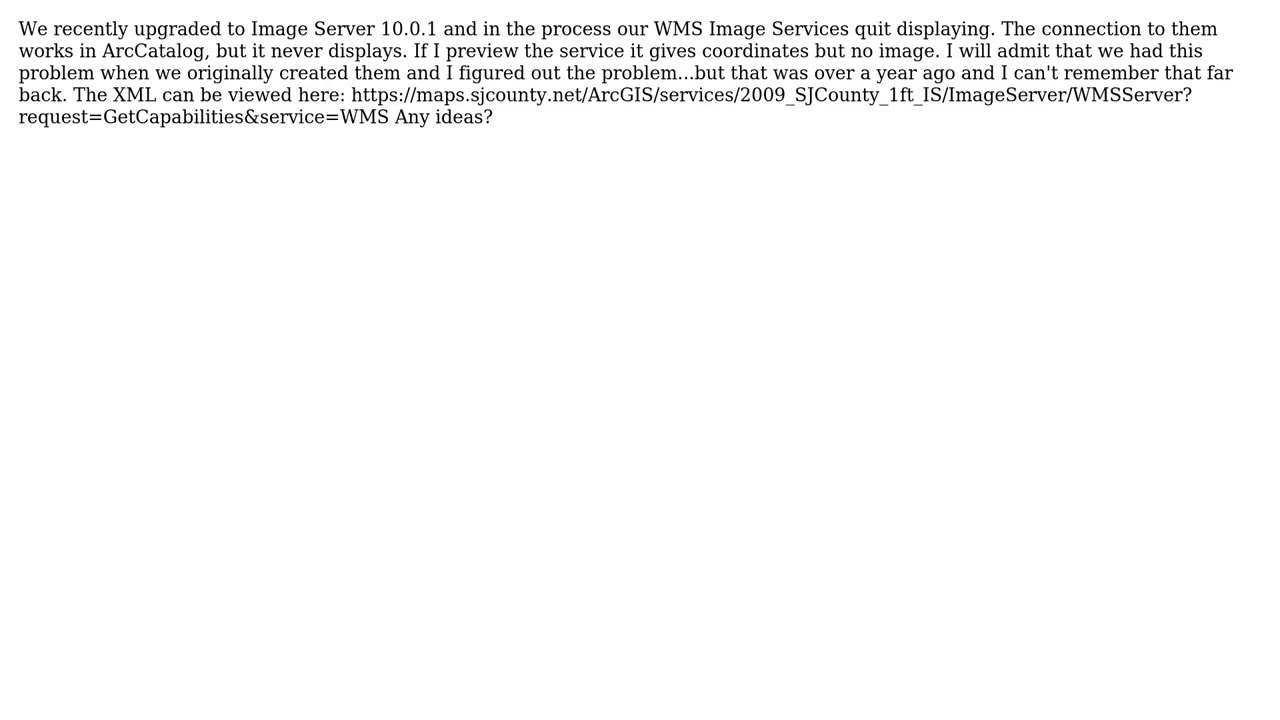 We recently upgraded to Image Server 10.0.1 and in the process our WMS Image Services quit displaying. The connection to them
works in ArcCatalog, but it never displays. If I preview the service it gives coordinates but no image. I will admit that we had this
problem when we originally created them and I figured out the problem...but that was over a year ago and I can't remember that far
back. The XML can be viewed here: https://maps.sjcounty.net/ArcGIS/services/2009_SJCounty_1ft_IS/ImageServer/WMSServer?
request=GetCapabilities&service=WMS Any ideas?